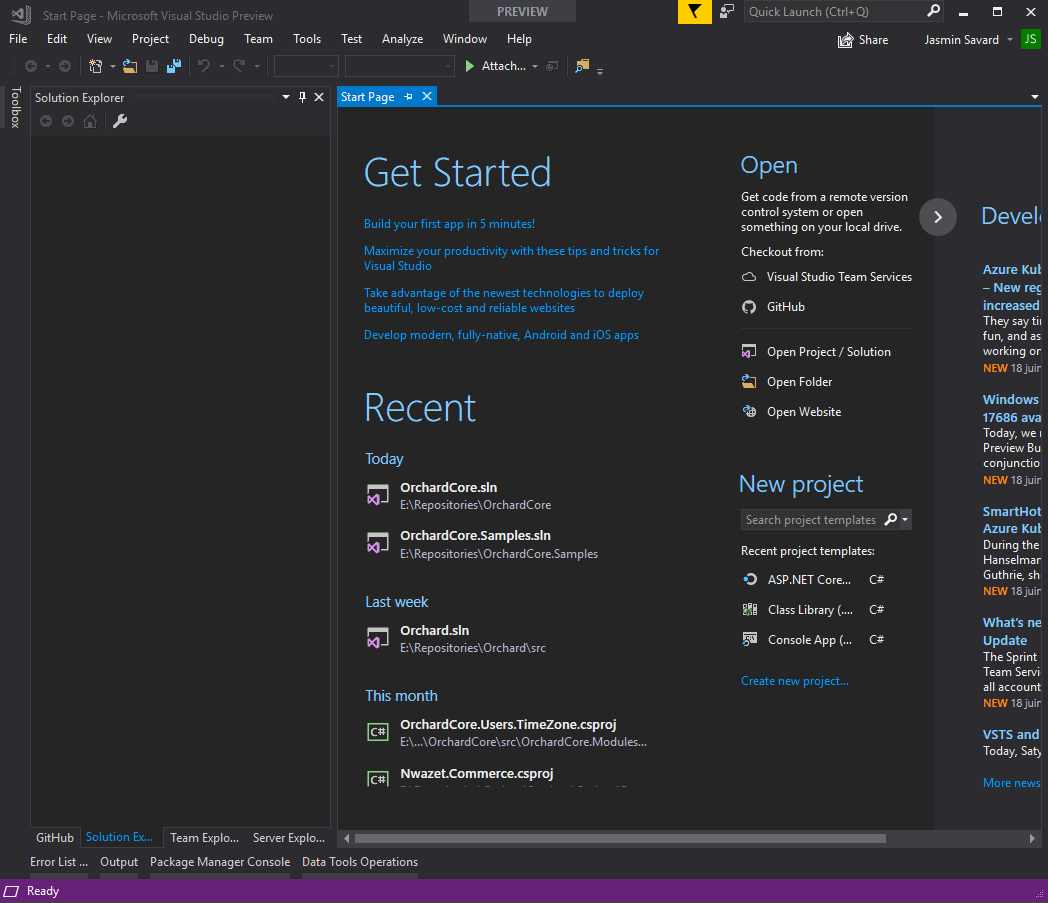 Start Page - Microsoft Visual Studio Preview
PREVIEW
Quick Launch (Ctrl+Q)
File Edit View Project Debug Team Tools Test Analyze Window Help
Share
Jasmin Savard
JS
Attach...
Toolbox
Solution Explorer
Start Page
Get Started
Build your first app in 5 minutes!
Maximize your productivity with these tips and tricks for
Visual Studio
Take advantage of the newest technologies to deploy
beautiful, low-cost and reliable websites
Develop modern, fully-native, Android and iOS apps
Recent
Today
OrchardCore.sln
E:\Repositories\OrchardCore
OrchardCore.Samples.sln
E:\Repositories\OrchardCore.Samples
Last week
Orchard.sln
E:\Repositories\Orchard\src
This month
C#
OrchardCore.Users.TimeZone.csproj
E:\...\OrchardCore\src\OrchardCore.Modules...
C#
Nwazet.Commerce.csproj
Open
Get code from a remote version
control system or open
something on your local drive.
Checkout from:
Visual Studio Team Services
GitHub
Open Project / Solution
Open Folder
Open Website
New project
Search project templates
Recent project templates:
ASP.NET Core... C#
Class Library (.... C#
Console App (... C#
Create new project...
Develo
Azure Kub
– New reg
increased
They say tim
fun, and as
working on
NEW 18 juin
Windows
17686 ava
Today, we r
Preview Bu
conjunctio
NEW 18 juin
SmartHot
Azure Kub
During the
Hanselman
Guthrie, sh
NEW 18 juin
What's ne
Update
The Sprint
Team Servi
all account
NEW 18 juin
VSTS and
Today, Saty
More news
GitHub Solution Ex... Team Explo... Server Explo...
Error List ... Output Package Manager Console Data Tools Operations
Ready